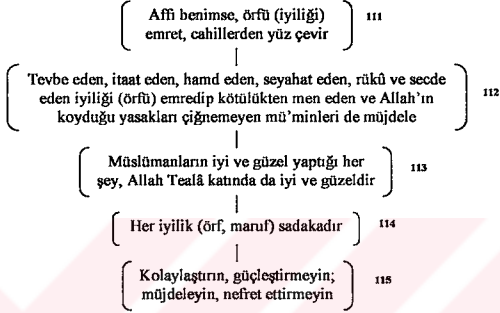 Affı benimse, örfü (iyiliği) 111
emret, cahillerden yüz çevir
Tevbe eden, itaat eden, hamd eden, seyahat eden, rükû ve secde
eden iyiliği (örfü) emredip kötülükten men eden ve Allah'ın 112
koyduğu yasakları çiğnemeyen mü'minleri de müjdele
Müslümanların iyi ve güzel yaptığı her 113
şey, Allah Tealâ katında da iyi ve güzeldir
Her iyilik (örf, maruf) sadakadır 114
Kolaylaştırın, güçleştirmeyin; 115
müjdeleyin, nefret ettirmeyin